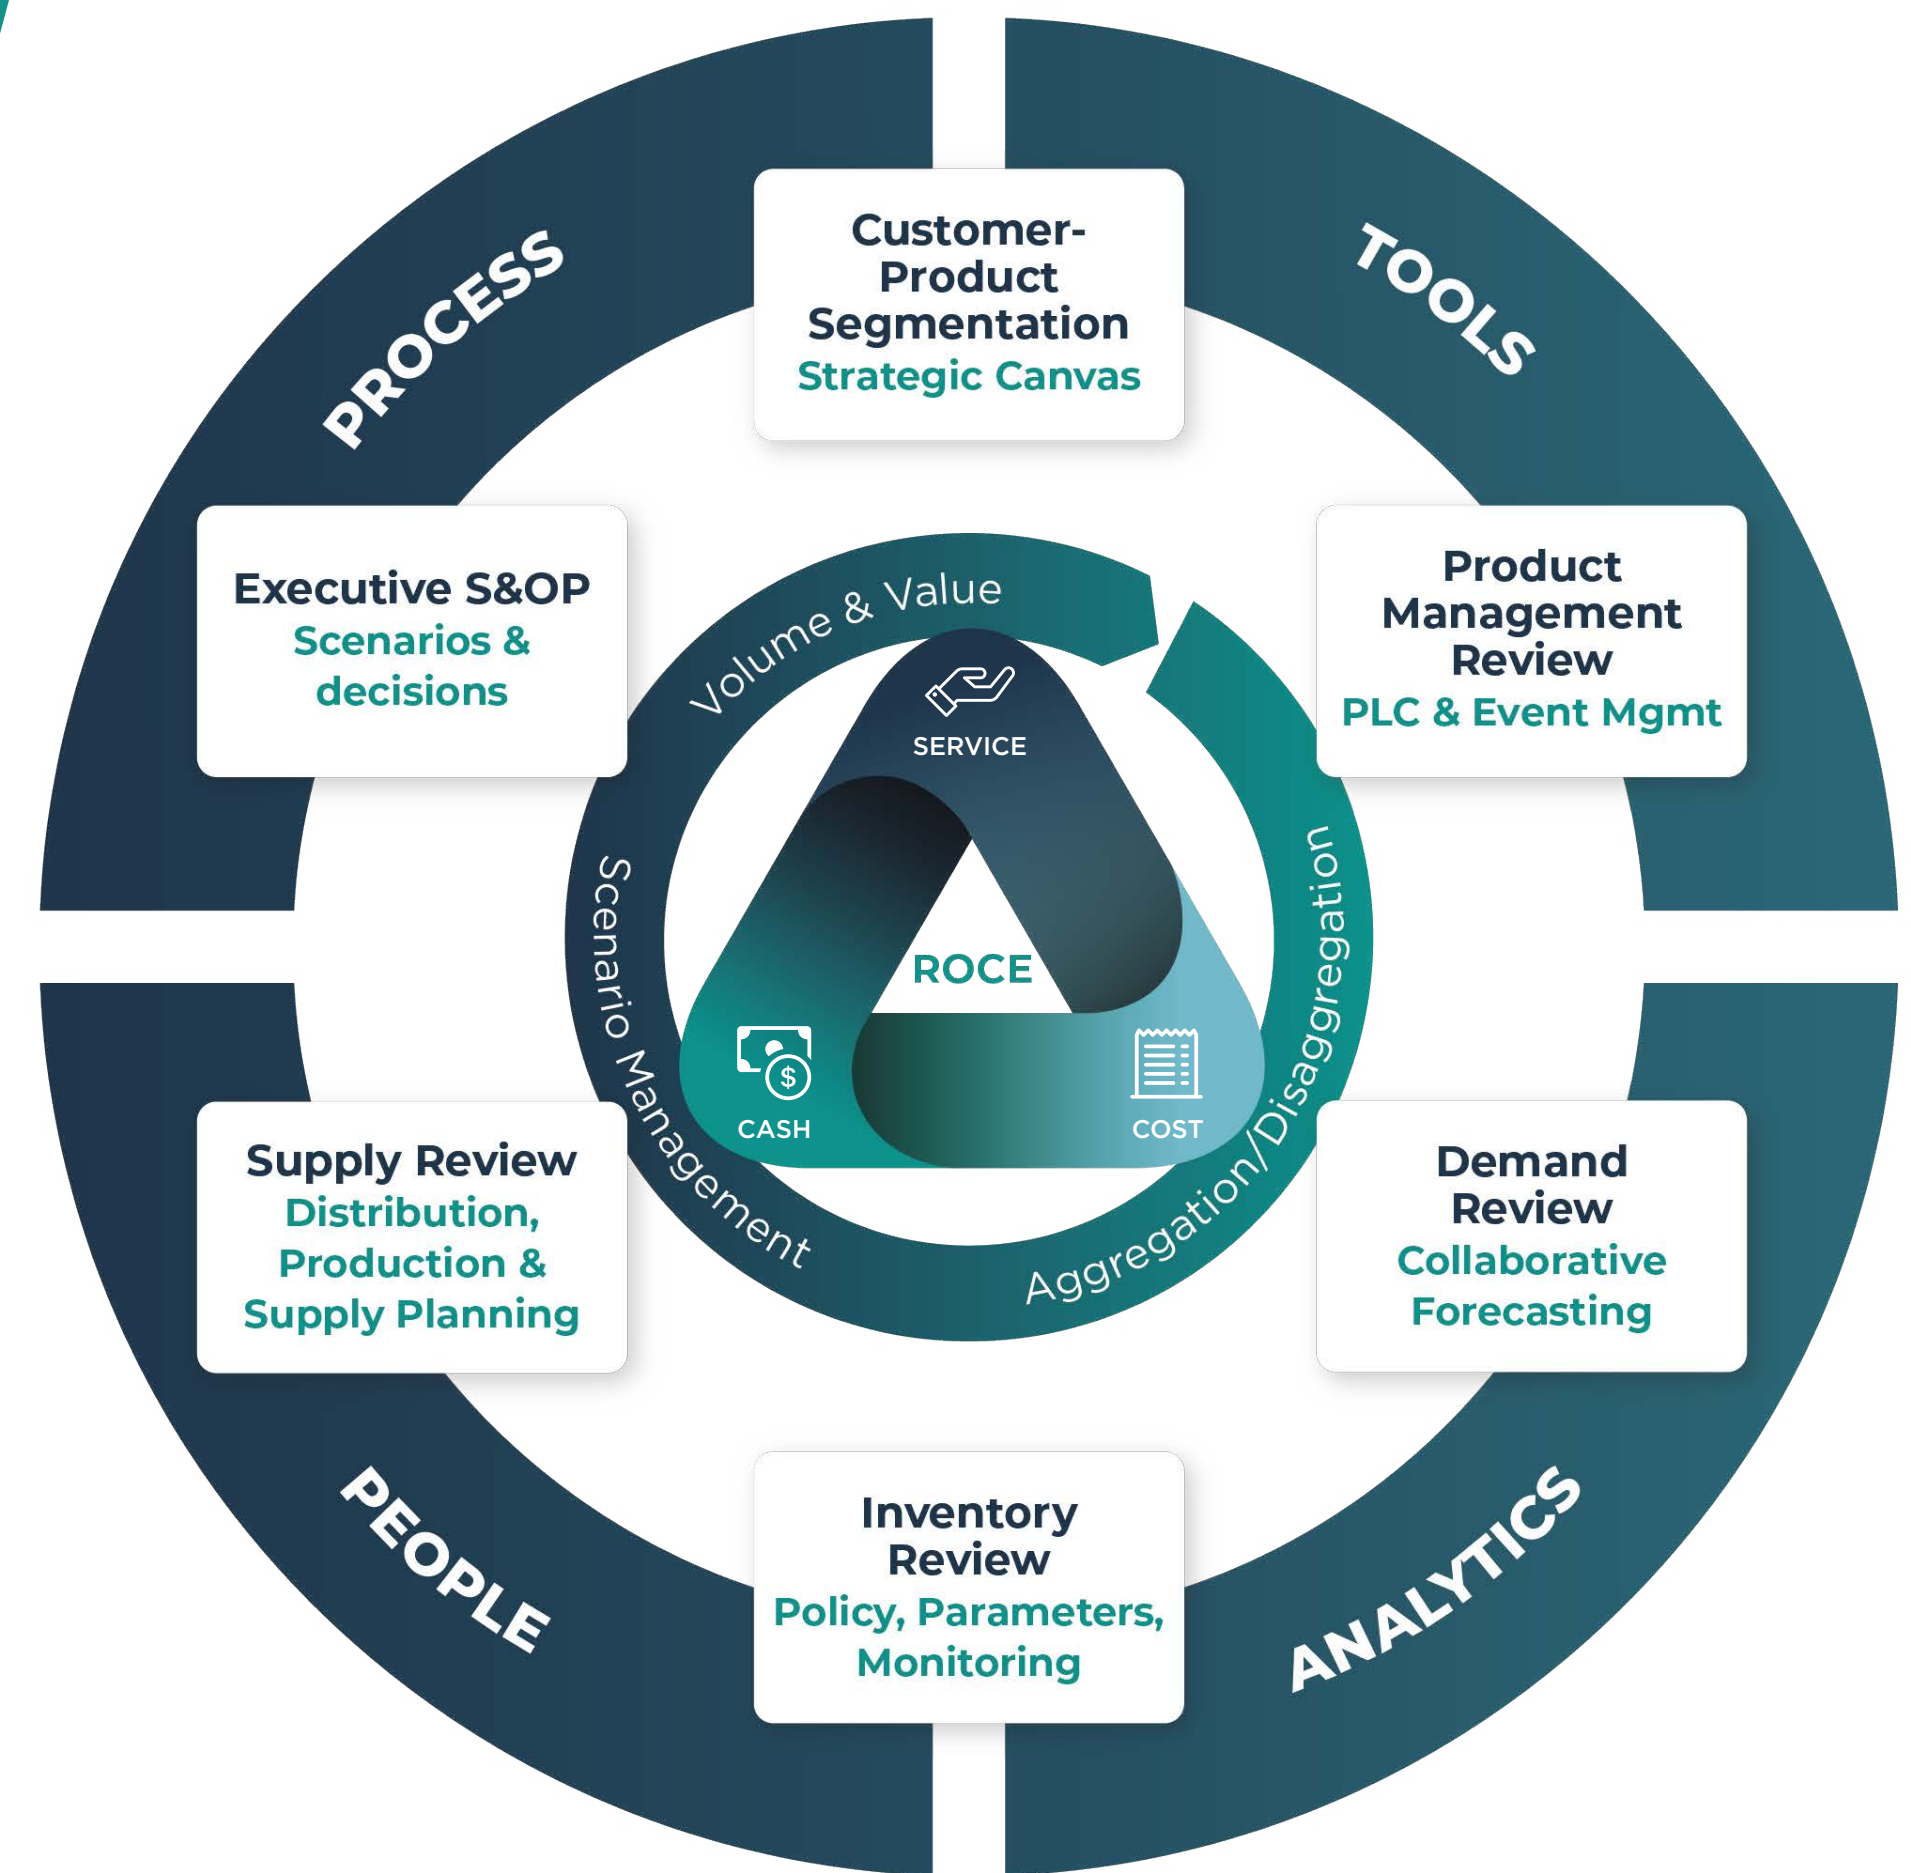 PROCESS
TOOLS
Customer-
Product
Segmentation
Strategic Canvas
Executive S&OP
Scenarios &
decisions
Product
Management
Review
PLC & Event Mgmt
Volume & Value
SERVICE
Scenario Management
Aggregation/Disaggregation
ROCE
CASH
$
COST
Supply Review
Distribution,
Production &
Supply Planning
Demand
Review
Collaborative
Forecasting
Inventory
Review
Policy, Parameters,
Monitoring
PEOPLE
ANALYTICS